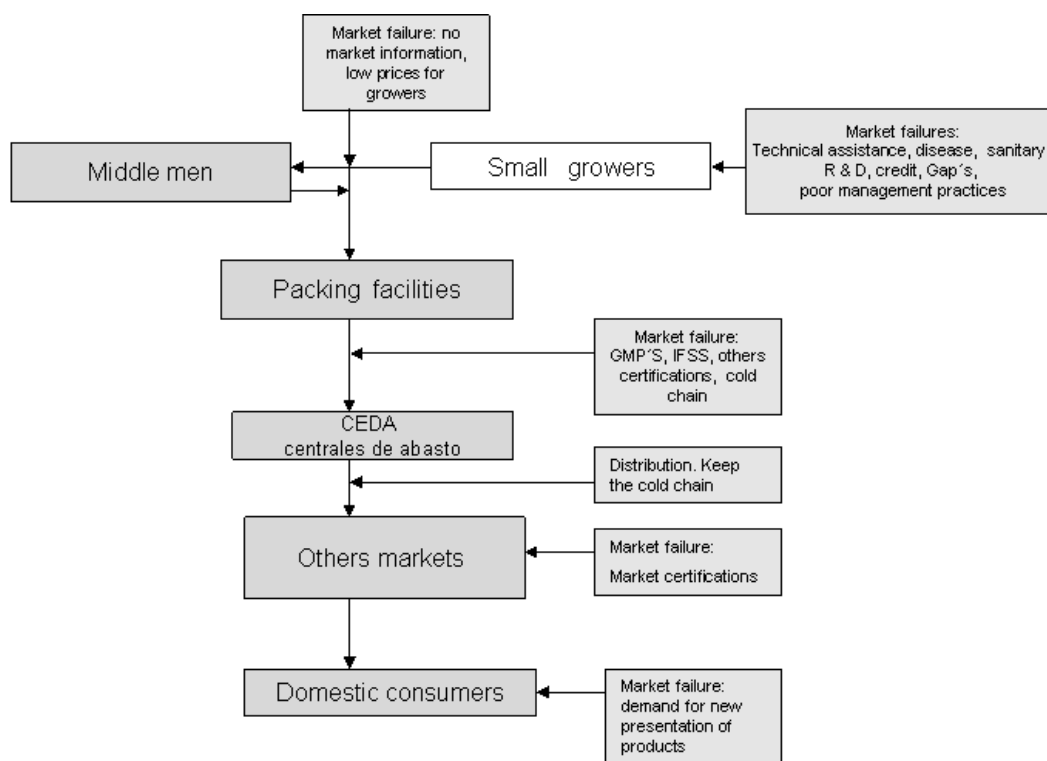 Market failure: no
market information,
low prices for
growers
Middle men
Small growers
Market failures:
Technical assistance, disease, sanitary
R & D, credit, Gap´s,
poor management practices
Packing facilities
Market failure:
GMP´S, IFSS, others
certifications, cold
chain
CEDA
centrales de abasto
Distribution. Keep
the cold chain
Others markets
Market failure:
Market certifications
Domestic consumers
Market failure:
demand for new
presentation of
products